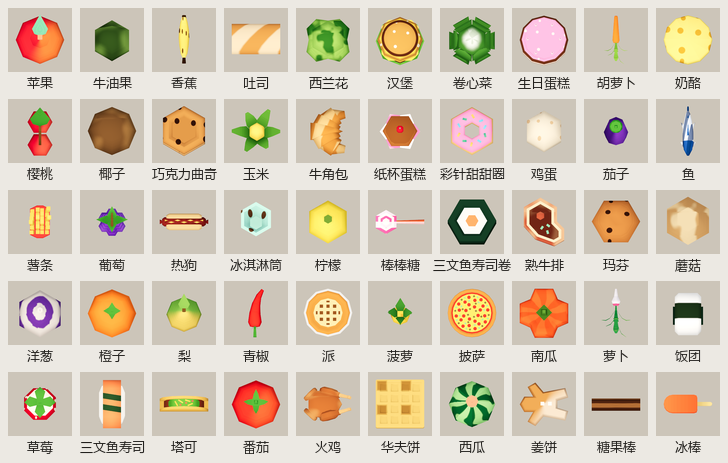 苹果 牛油果 香蕉 吐司 西兰花 汉堡 卷心菜 生日蛋糕 胡萝卜 奶酪
樱桃 椰子 巧克力曲奇 玉米 牛角包 纸杯蛋糕 彩针甜甜圈 鸡蛋 茄子 鱼
薯条 葡萄 热狗 冰淇淋筒 柠檬 棒棒糖 三文鱼寿司卷 熟牛排 玛芬 蘑菇
洋葱 橙子 梨 青椒 派 菠萝 披萨 南瓜 萝卜 饭团
草莓 三文鱼寿司 塔可 番茄 火鸡 华夫饼 西瓜 姜饼 糖果棒 冰棒